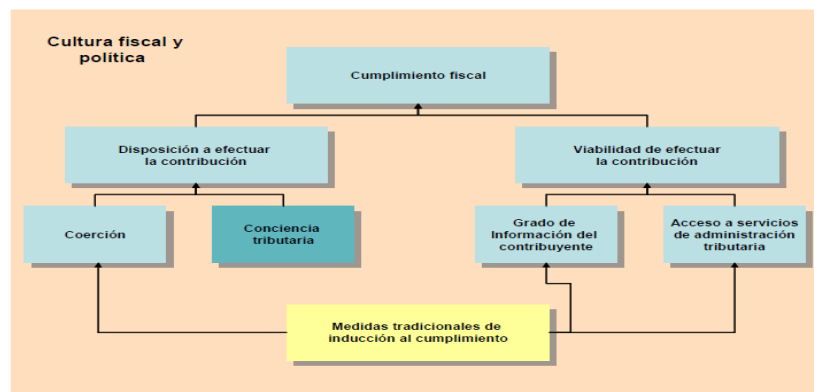 Cultura fiscal y
política
Cumplimiento fiscal
Disposición a efectuar
la contribución
Viabilidad de efectuar
la contribución
Coerción
Conciencia
tributaria
Grado de
Información del
contribuyente
Acceso a servicios
de administración
tributaria
Medidas tradicionales de
inducción al cumplimiento